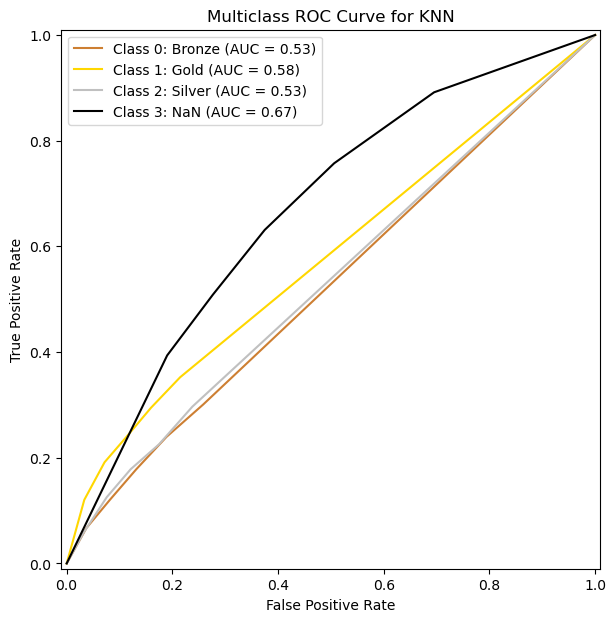 Multiclass ROC Curve for KNN
Class 0: Bronze (AUC = 0.53)
Class 1: Gold (AUC = 0.58)
Class 2: Silver (AUC = 0.53)
Class 3: NaN (AUC = 0.67)
True Positive Rate
1.0
0.8
0.6
0.4
0.2
0.0
0.0 0.2 0.4 0.6 0.8 1.0
False Positive Rate